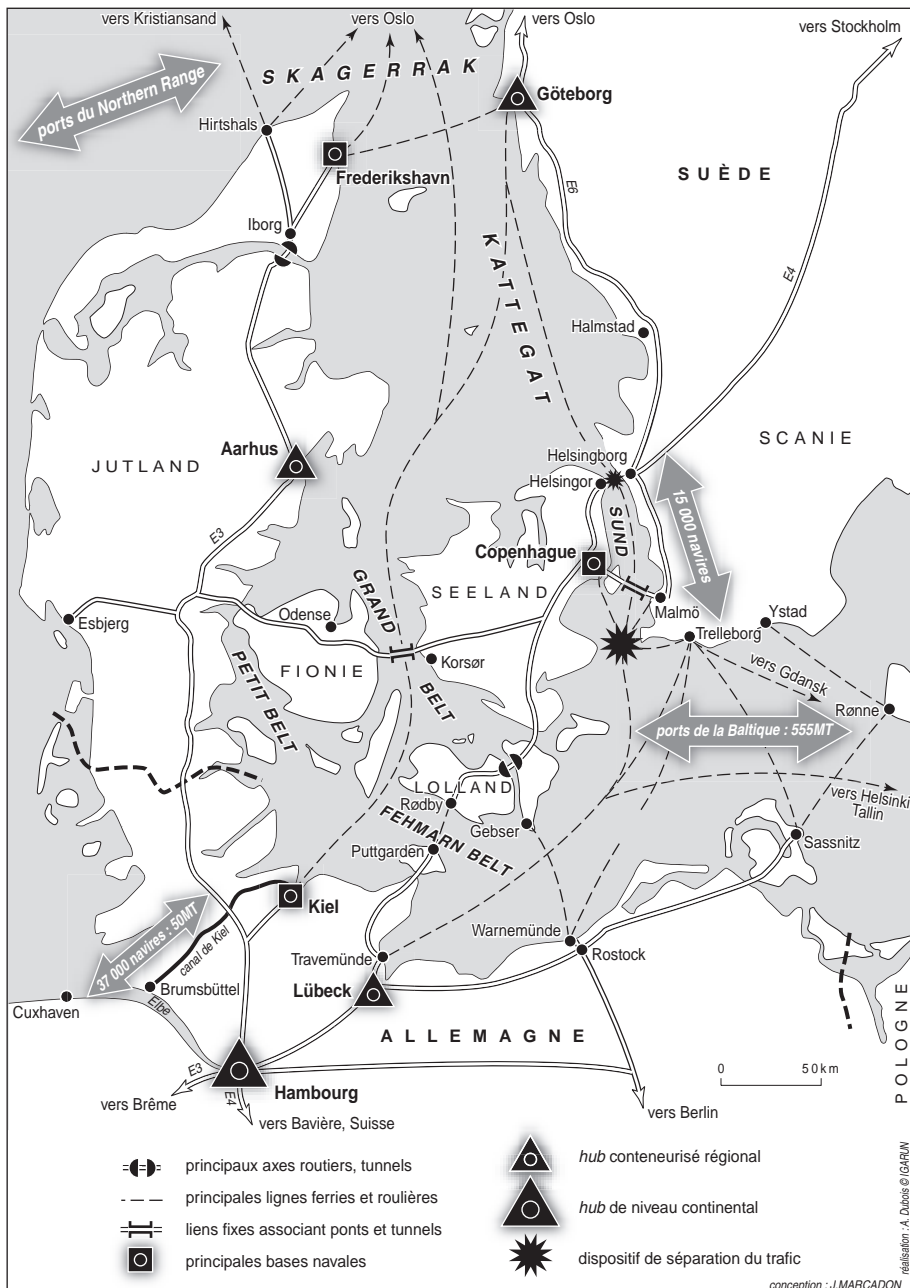 vers Kristiansand
vers Oslo
vers Oslo
vers Stockholm
SKAGERRAK
ports du Northern Range
Göteborg
Hirtshals
Frederikshavn
SUÈDE
E6
Iborg
KATTEGAT
E4
Halmstad
SCANIE
Aarhus
JUTLAND
Helsingborg
Helsingor
15 000 navires
SUND
E3
Copenhague
GRAND
SEELAND
Malmö
Ystad
Esbjerg
Odense
Trelleborg
Korsør
FIONIE
PETIT BELT
BELT
vers Gdansk
Rønne
ports de la Baltique : 555MT
LOLLAND
Rødby
vers Helsinki
Tallin
Gebser
FEHMARN BELT
Puttgarden
Sassnitz
Kiel
37 000 navires : 50MT
canal de Kiel
Warnemünde
Travemünde
Rostock
Brumsbüttel
Lübeck
Cuxhaven
Elbe
ALLEMAGNE
POLOGNE
0 50km
E3
Hambourg
vers Brême
E4
vers Berlin
vers Bavière, Suisse
principaux axes routiers, tunnels
principales lignes ferries et roulières
liens fixes associant ponts et tunnels
principales bases navales
hub conteneurisé régional
hub de niveau continental
dispositif de séparation du trafic
réalisation : A. Dubois © IGARUN
conception : J.MARCADON